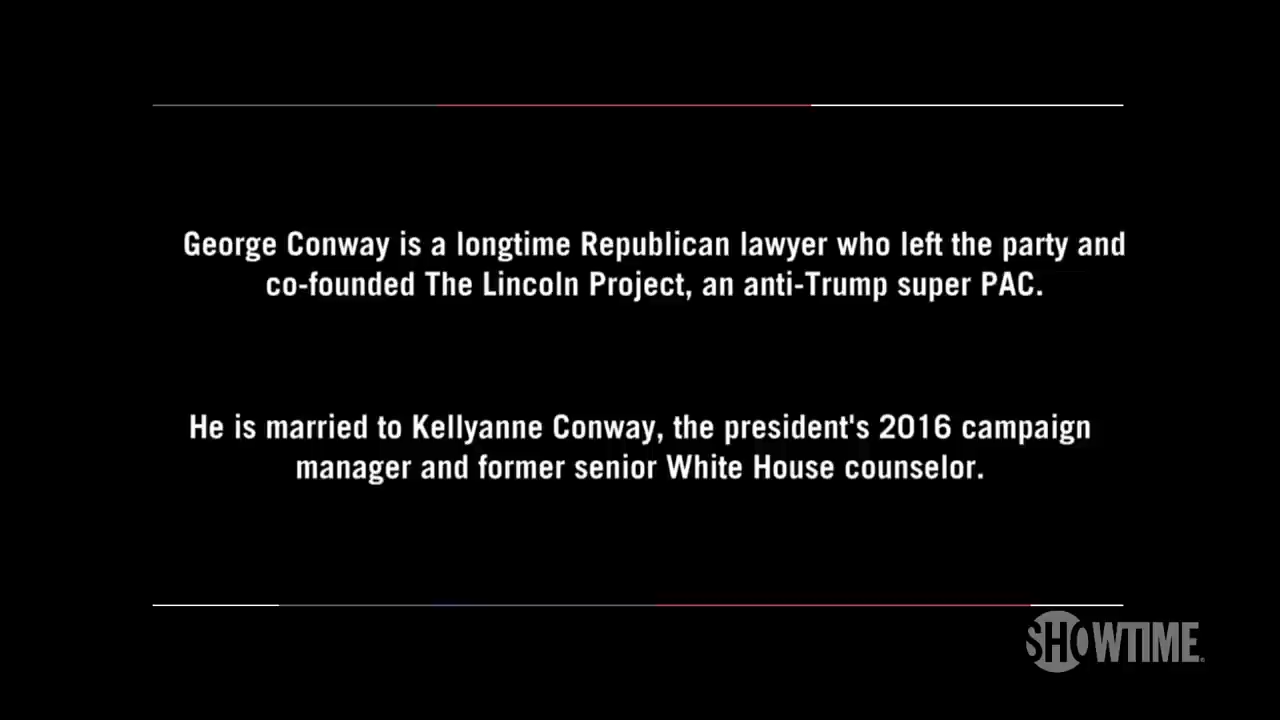 George Conway is a longtime Republican lawyer who left the party and
co-founded The Lincoln Project, an anti-Trump super PAC.
He is married to Kellyanne Conway, the president's 2016 campaign
manager and former senior White House counselor.
SHOWTIME.